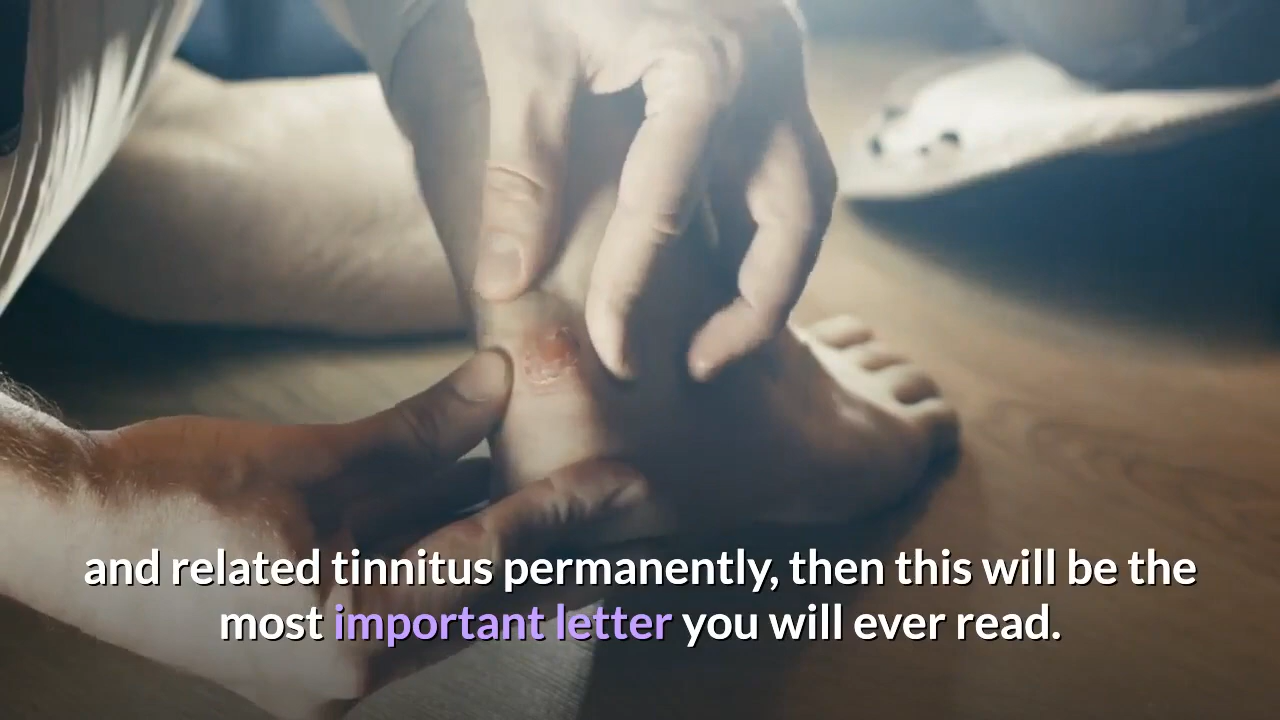 and related tinnitus permanently, then this will be the
most important letter you will ever read.